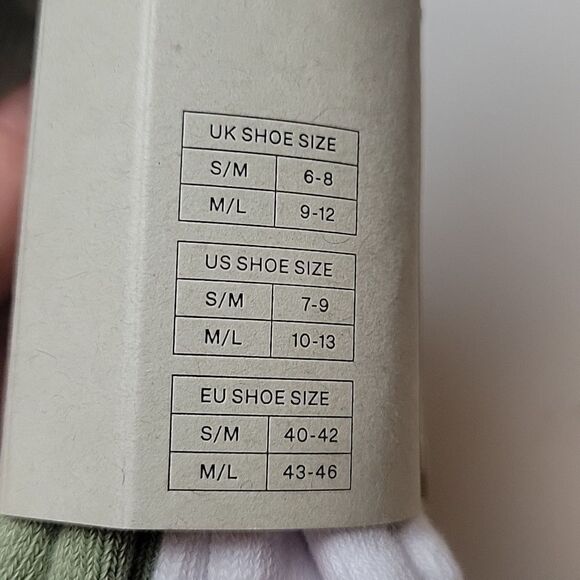 UK SHOE SIZE
S/M 6-8
M/L 9-12
US SHOE SIZE
S/M 7-9
M/L 10-13
EU SHOE SIZE
S/M 40-42
M/L 43-46